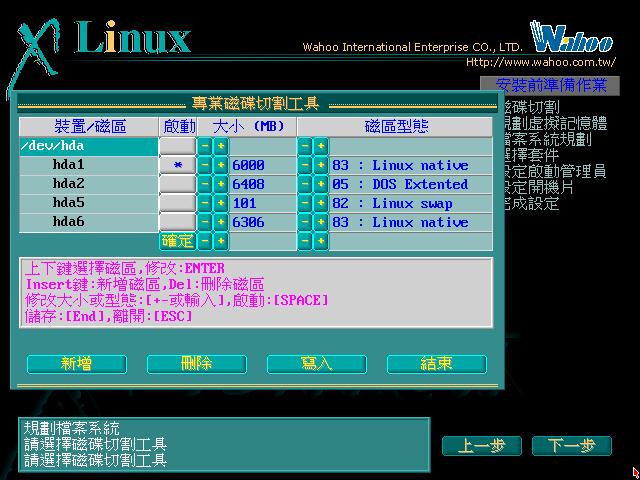 XLinux
Wahoo International Enterprise CO., LTD. Wahoo
Http://www.wahoo.com.tw/
安裝前準備作業
磁碟切割
規劃虛擬記憶體
檔案系統規劃
選擇套件
設定啟動管理員
設定開機片
完成設定
專業磁碟切割工具
裝置/磁區 啟動 大小 (MB) 磁區型態
/dev/hda - + - +
hda1 * - + 6000 - + 83 : Linux native
hda2 - + 6408 - + 05 : DOS Extented
hda5 - + 101 - + 82 : Linux swap
hda6 - + 6306 - + 83 : Linux native
確定 - + - +
上下鍵選擇磁區,修改:ENTER
Insert鍵:新增磁區,Del:刪除磁區
修改大小或型態:[+-或輸入],啟動:[SPACE]
儲存:[End],離開:[ESC]
新增 刪除 寫入 結束
規劃檔案系統
請選擇磁碟切割工具
請選擇磁碟切割工具
上一步 下一步